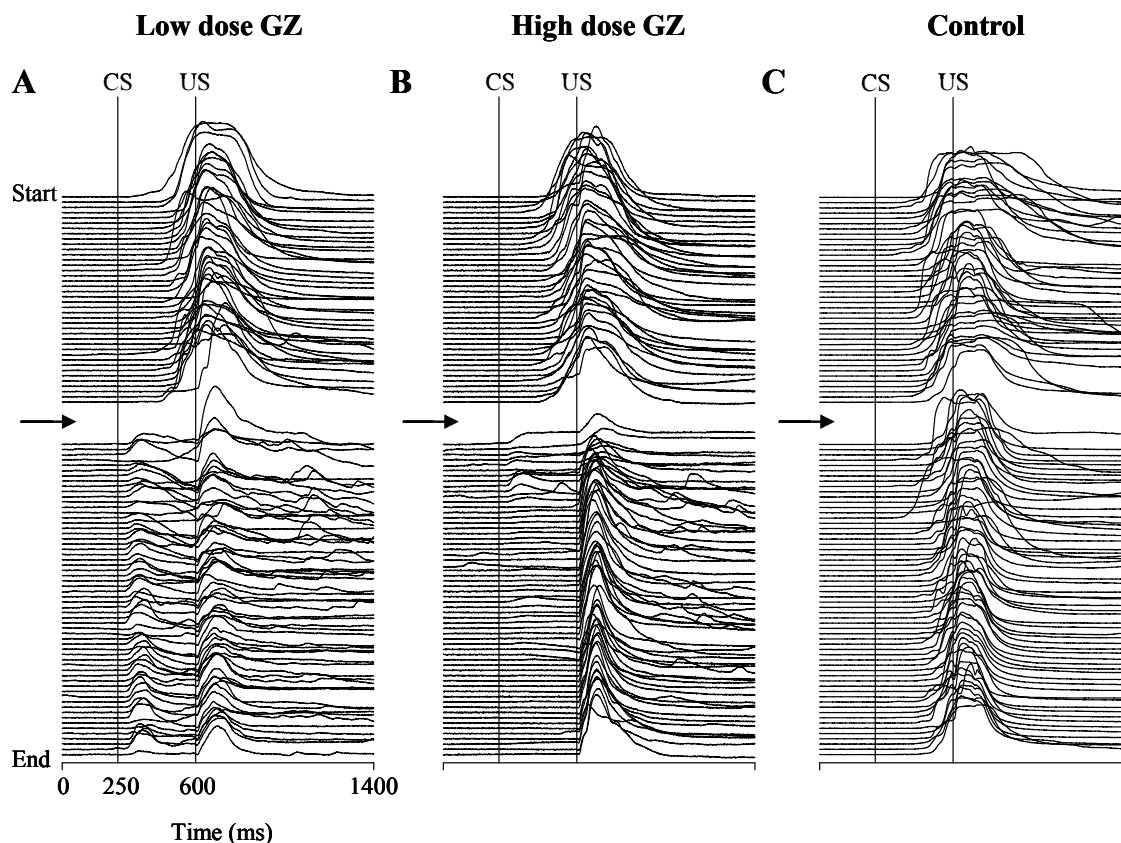 Low dose GZ
High dose GZ
Control
A
CS
US
B
CS
US
C
CS
US
Start
End
0
250
600
1400
Time (ms)